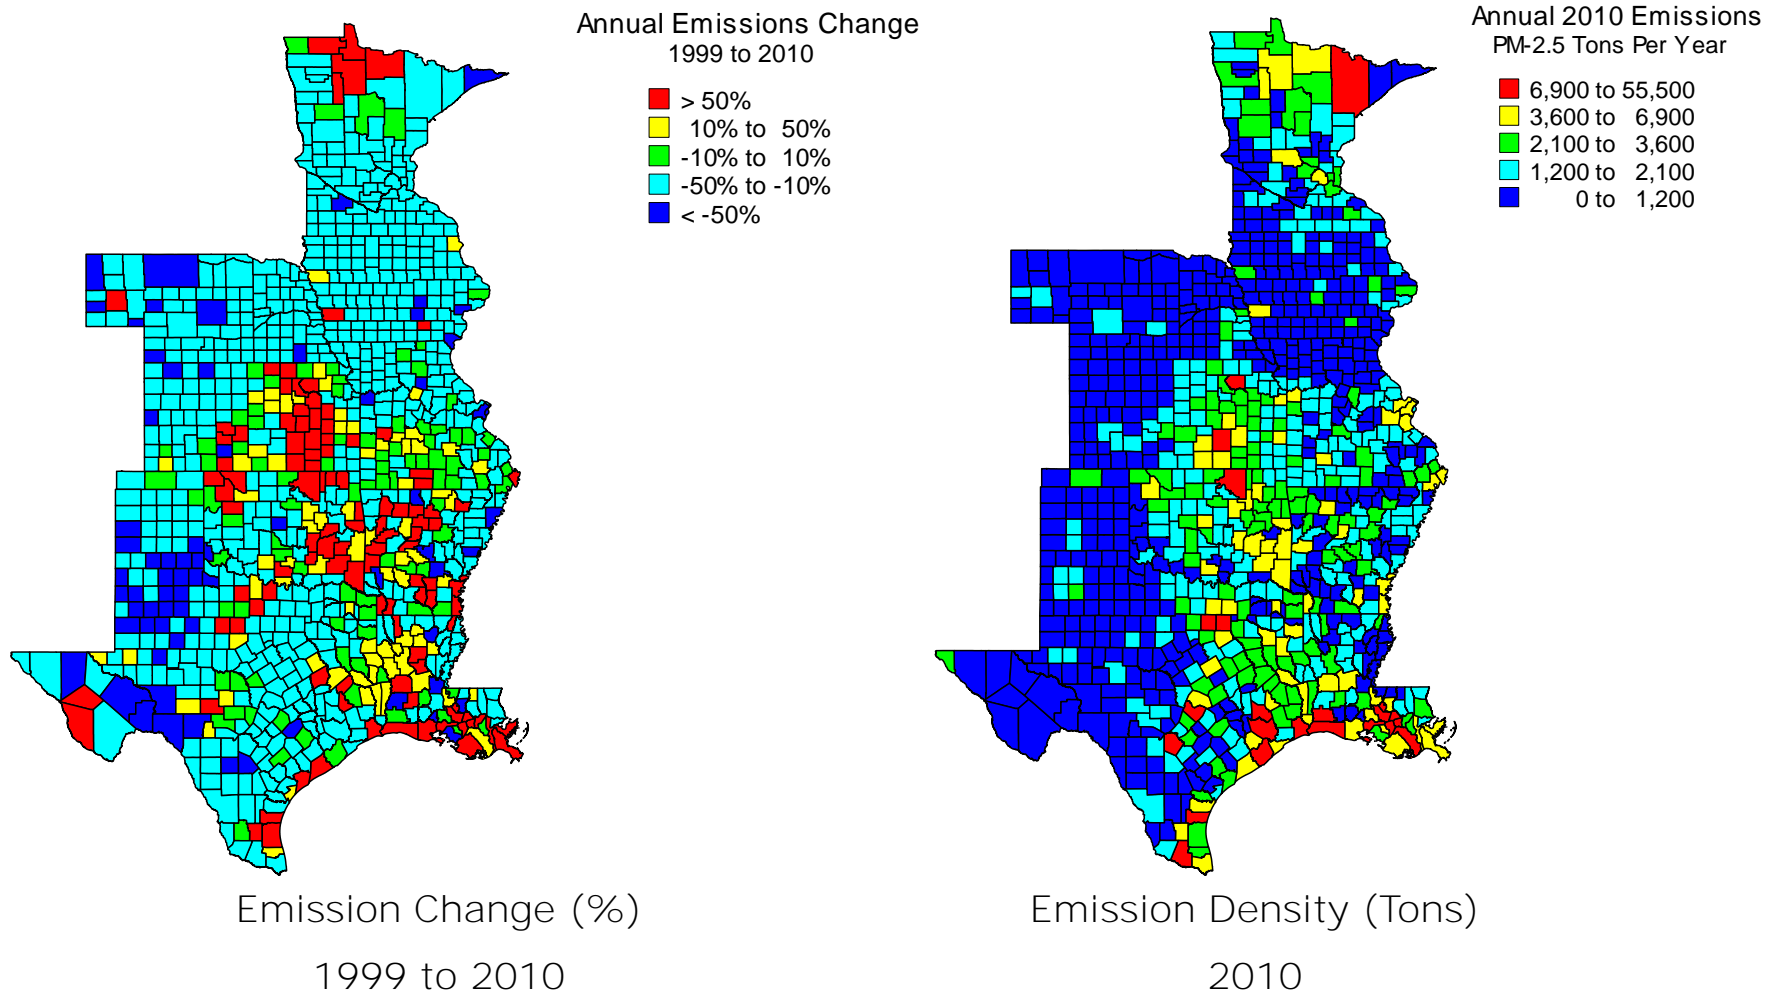 Annual Emissions Change
1999 to 2010
> 50%
10% to 50%
-10% to 10%
-50% to -10%
< -50%
Annual 2010 Emissions
PM-2.5 Tons Per Year
6,900 to 55,500
3,600 to 6,900
2,100 to 3,600
1,200 to 2,100
0 to 1,200
Emission Change (%)
1999 to 2010
Emission Density (Tons)
2010